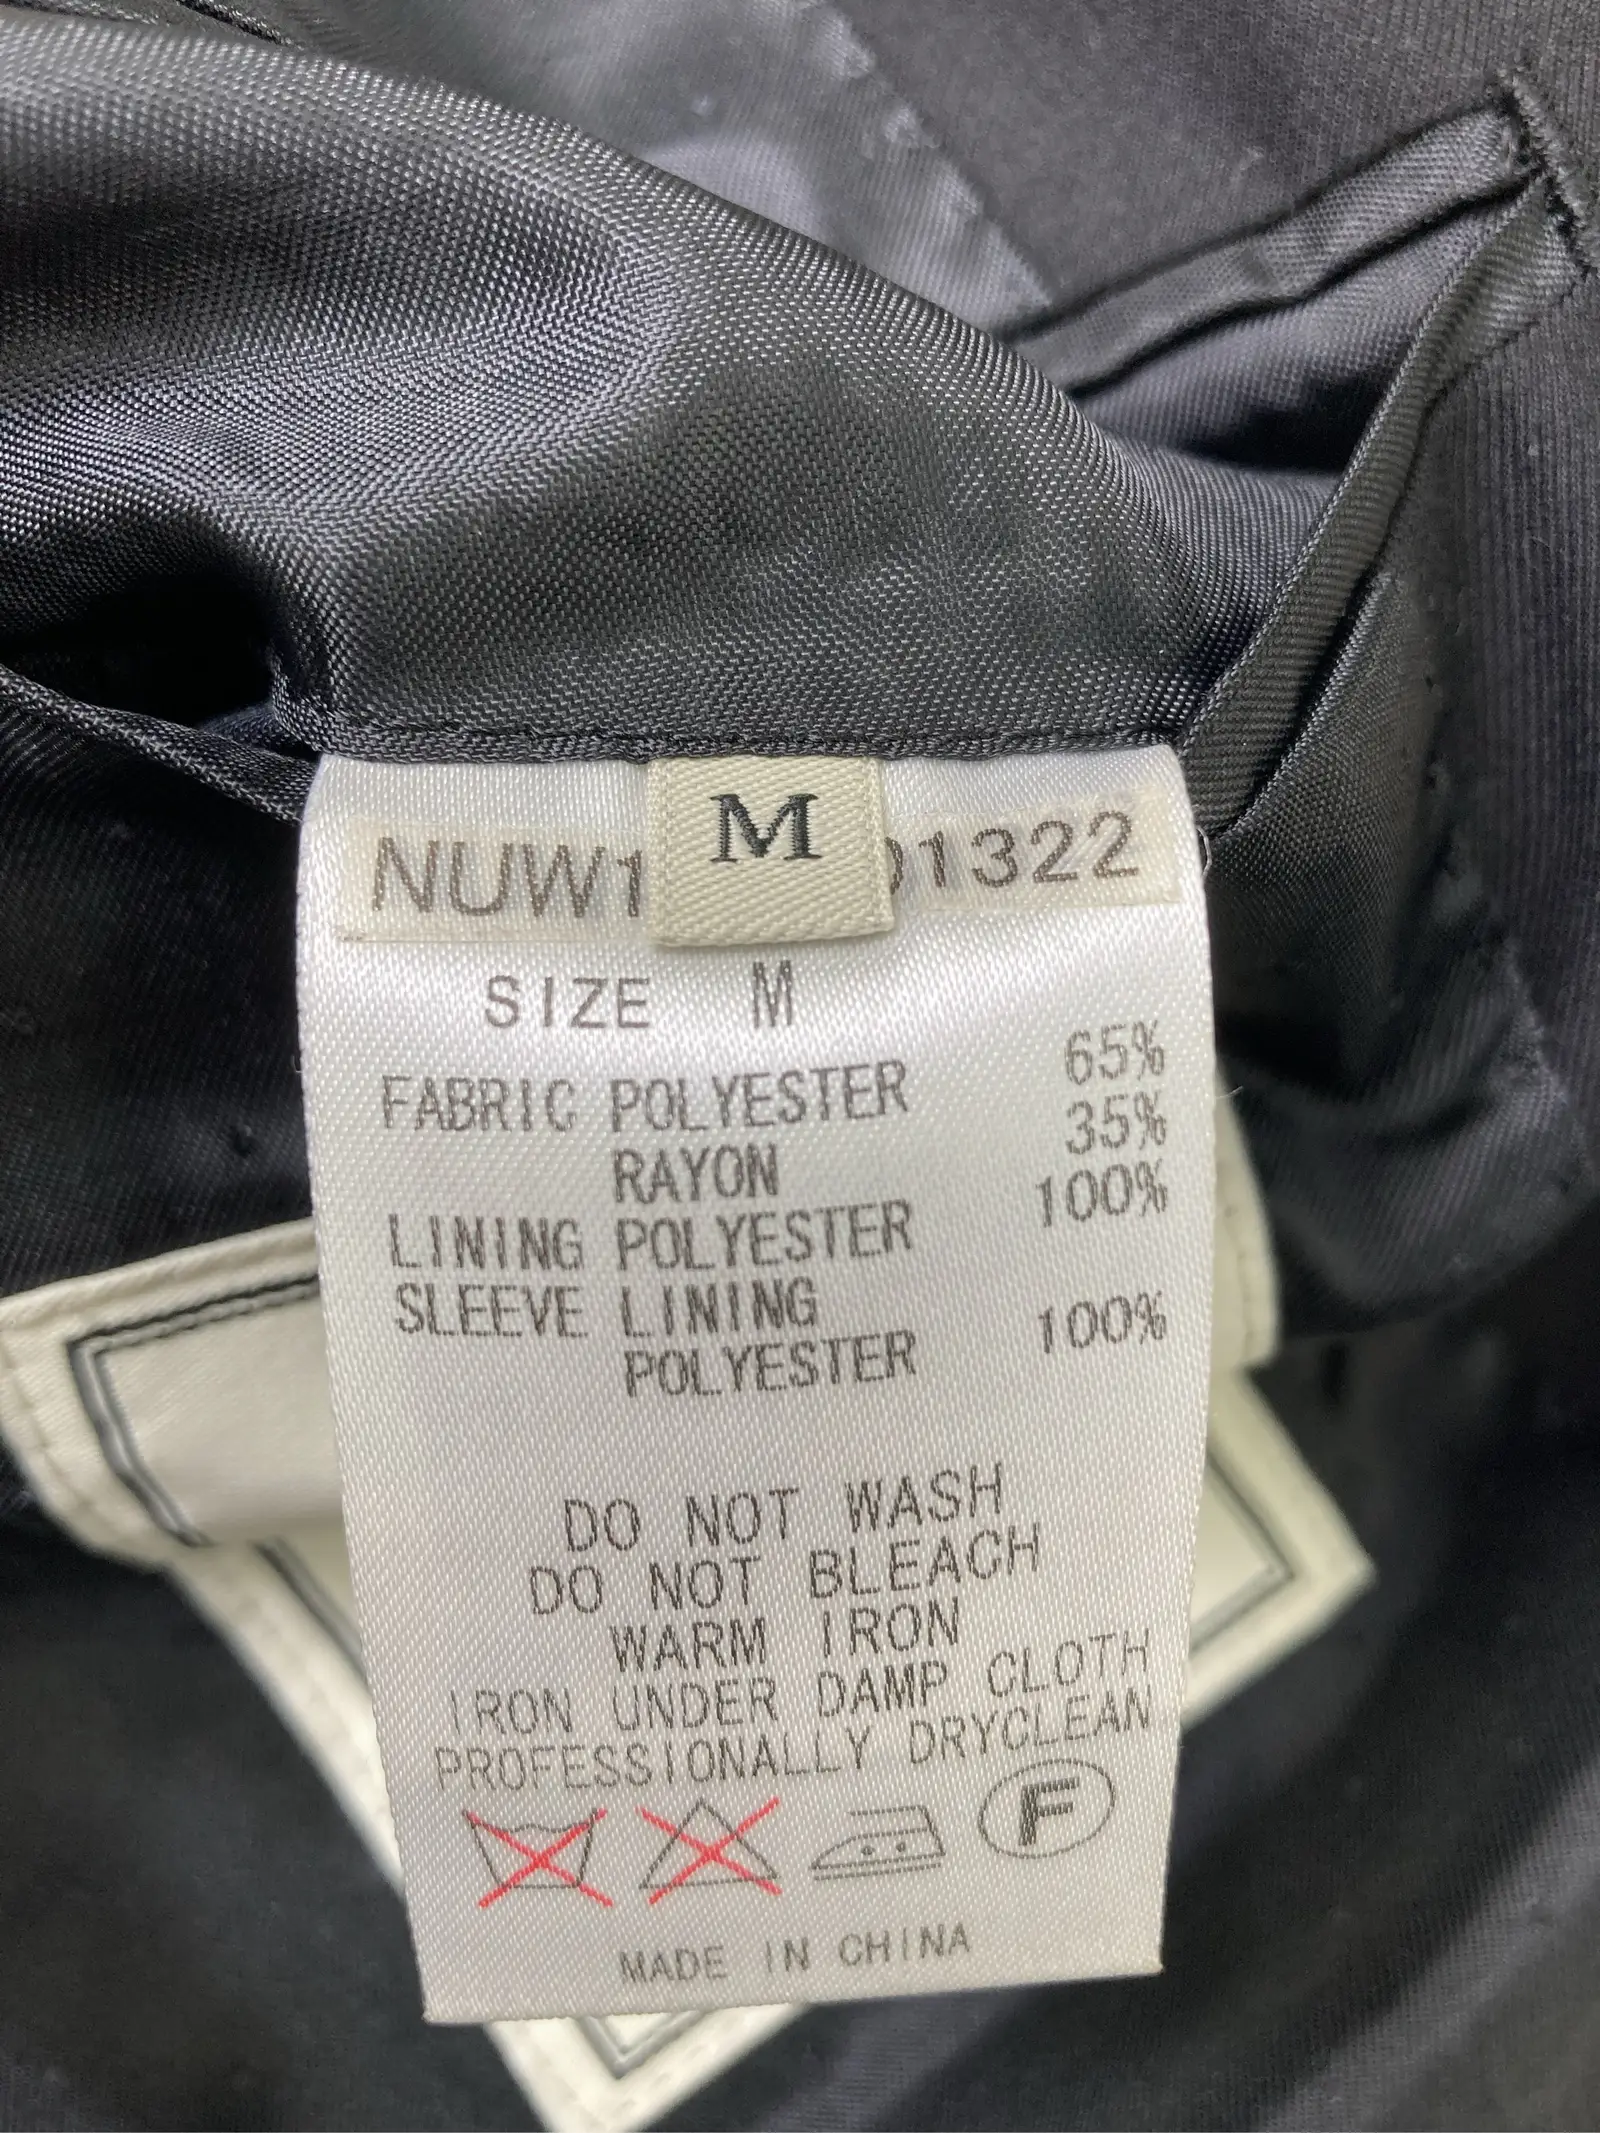 M
NUW1 01322
SIZE M
FABRIC POLYESTER 65%
RAYON 35%
LINING POLYESTER 100%
SLEEVE LINING
POLYESTER 100%
DO NOT WASH
DO NOT BLEACH
WARM IRON
IRON UNDER DAMP CLOTH
PROFESSIONALLY DRYCLEAN
F
MADE IN CHINA